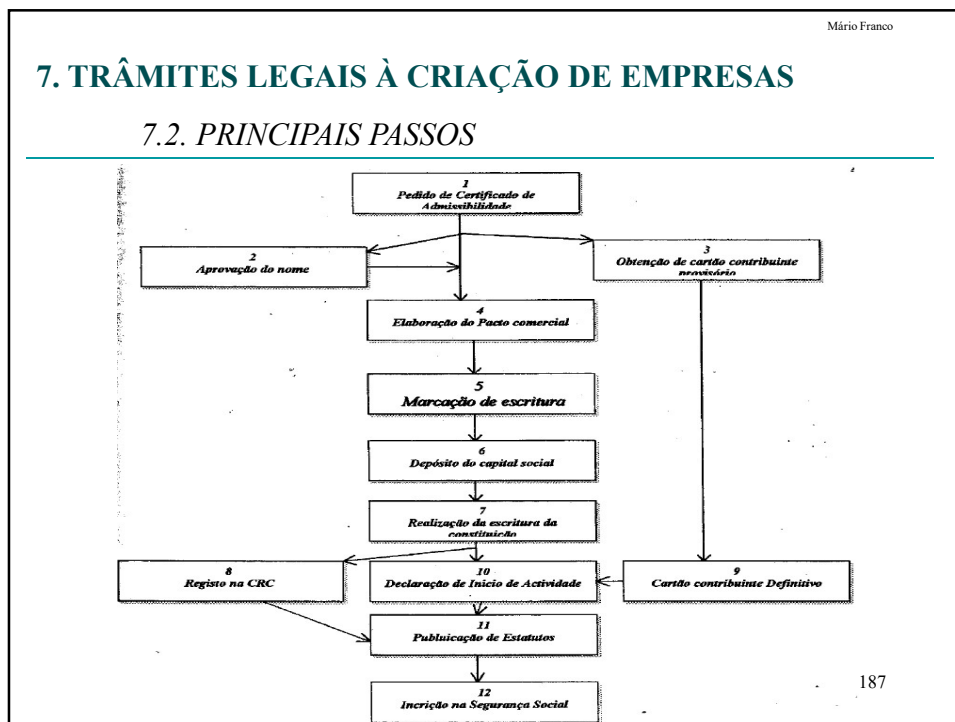 Mário Franco
7. TRÂMITES LEGAIS À CRIAÇÃO DE EMPRESAS
7.2. PRINCIPAIS PASSOS
1
Pedido de Certificado de
Admissibilidade
2
Aprovação do nome
3
Obtenção de cartão contribuinte
provisório
4
Elaboração do Pacto comercial
5
Marcação de escritura
6
Depósito do capital social
7
Realização da escritura da
constituição
8
Registo na CRC
10
Declaração de Inicio de Actividade
9
Cartão contribuinte Definitivo
11
Publuicação de Estatutos
12
Incrição na Segurança Social
187